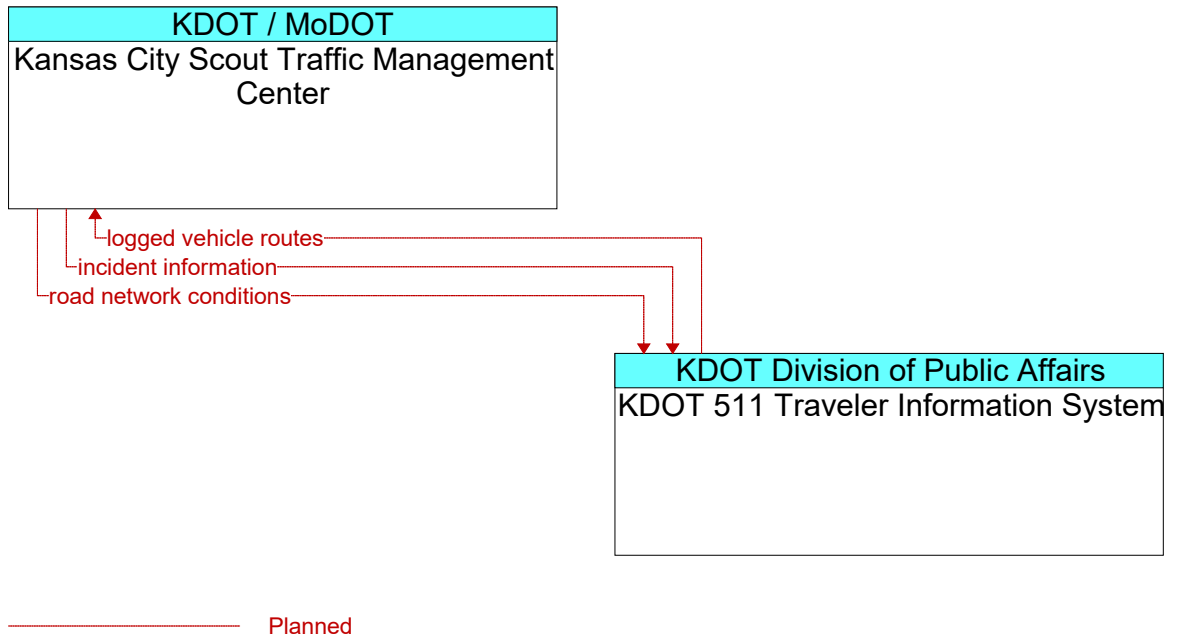 KDOT / MoDOT
Kansas City Scout Traffic Management
Center
logged vehicle routes
incident information
road network conditions
KDOT Division of Public Affairs
KDOT 511 Traveler Information System
Planned